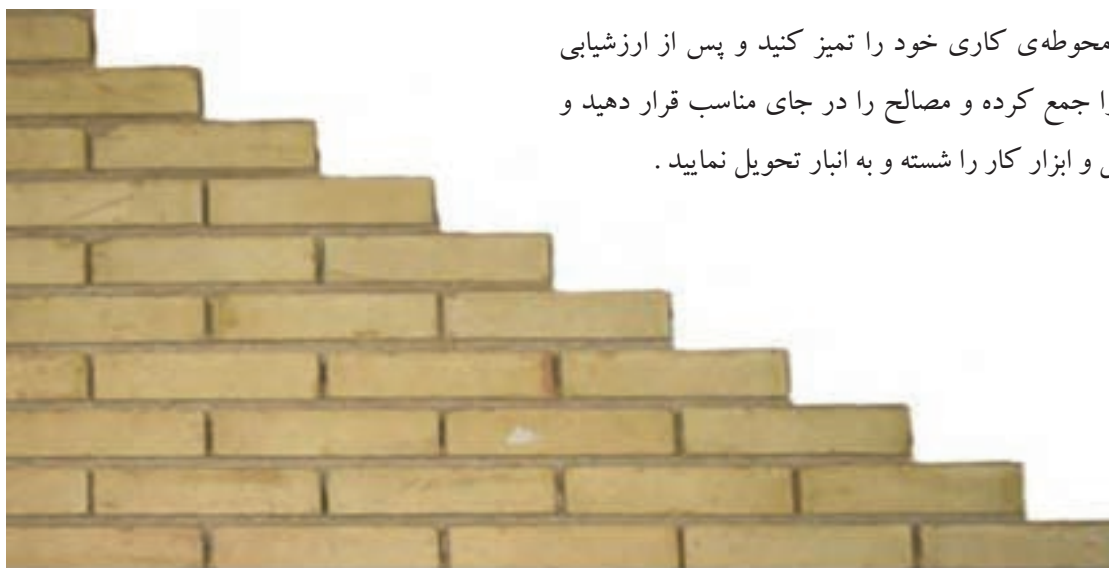 محوطه‌ی کاری خود را تمیز کنید و پس از ارزشیابی
را جمع کرده و مصالح را در جای مناسب قرار دهید و
و ابزار کار را شسته و به انبار تحویل نمایید .